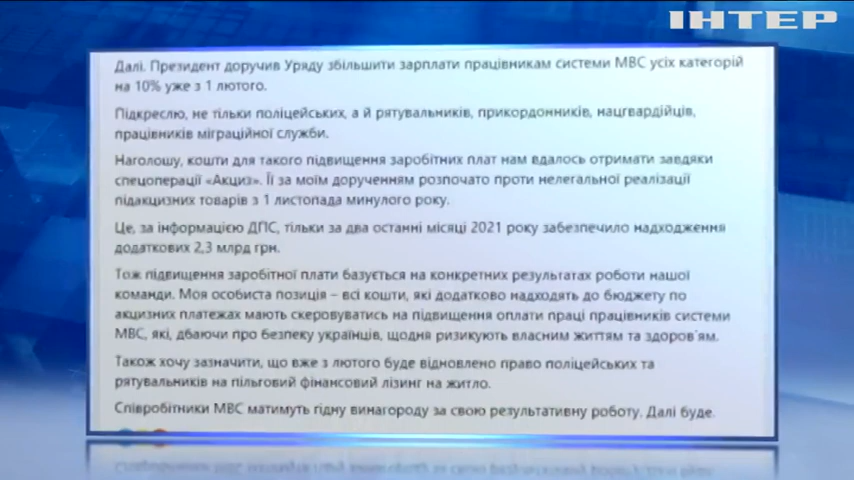 ІНТЕР
Далі. Президент доручив Уряду збільшити зарплати працівникам системи МВС усіх категорій
на 10% уже з 1 лютого.
Підкреслю, не тільки поліцейських, а й рятувальників, прикордонників, нацгвардійців,
працівників міграційної служби.
Наголошу, кошти для такого підвищення заробітних плат нам вдалось отримати завдяки
спецоперації «Акциз». Її за моїм дорученням розпочато проти нелегальної реалізації
підакцизних товарів з 1 листопада минулого року.
Це, за інформацією ДПС, тільки за два останні місяці 2021 року забезпечило надходження
додаткових 2,3 млрд грн.
Тож підвищення заробітної плати базується на конкретних результатах роботи нашої
команди. Моя особиста позиція – всі кошти, які додатково надходять до бюджету по
акцизних платежах мають скеровуватись на підвищення оплати праці працівників системи
МВС, які, дбаючи про безпеку українців, щодня ризикують власним життям та здоров'ям.
Також хочу зазначити, що вже з лютого буде відновлено право поліцейських та
рятувальників на пільговий фінансовий лізинг на житло.
Співробітники МВС матимуть гідну винагороду за свою результативну роботу. Далі буде.